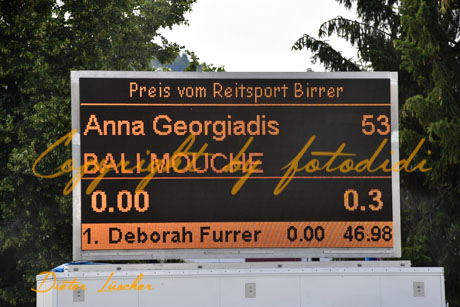 Preis vom Reitsport Birrer
Anna Georgiadis 53
BALLMOUCHE
Copyright by fotodidi
0.00 0.3
1. Deborah Furrer 0.00 46.98
Dieter Lüscher